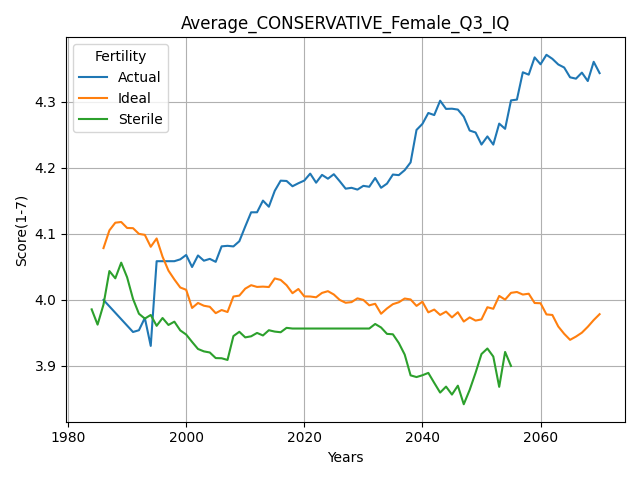 Average_CONSERVATIVE_Female_Q3_IQ
Fertility
Actual
Ideal
Sterile
Score(1-7)
4.3
4.2
4.1
4.0
3.9
1980
2000
2020
2040
2060
Years